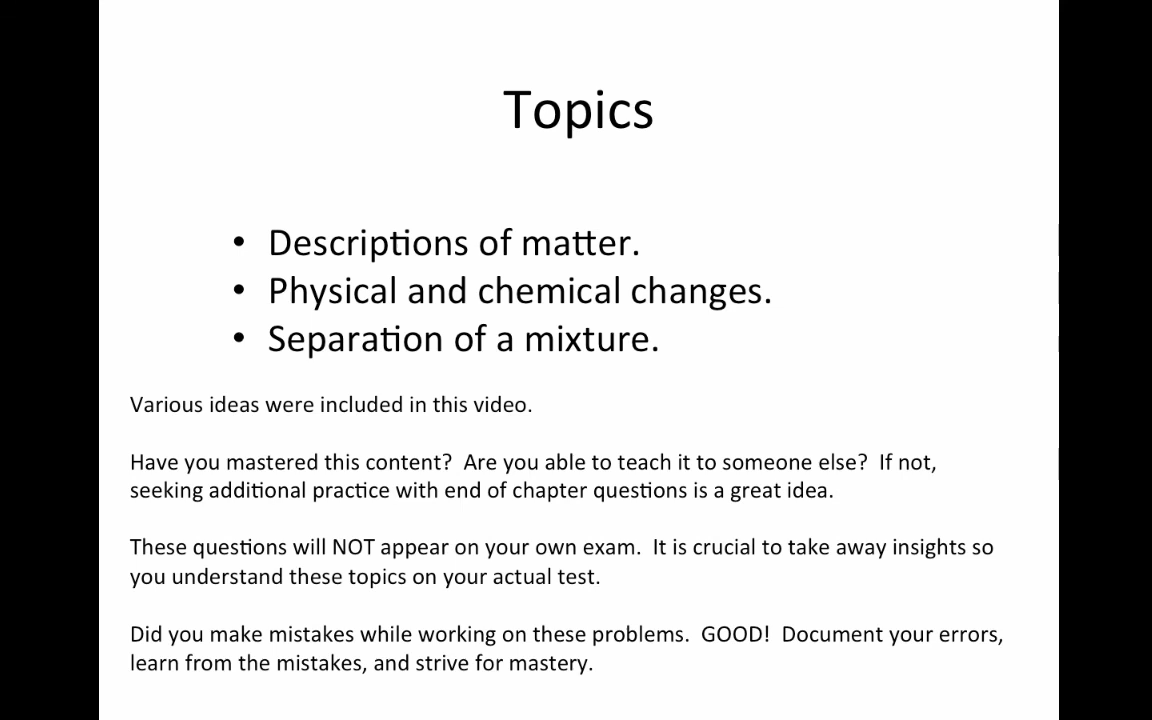 Topics
• Descriptions of matter.
• Physical and chemical changes.
• Separation of a mixture.
Various ideas were included in this video.
Have you mastered this content?  Are you able to teach it to someone else?  If not,
seeking additional practice with end of chapter questions is a great idea.
These questions will NOT appear on your own exam.  It is crucial to take away insights so
you understand these topics on your actual test.
Did you make mistakes while working on these problems.  GOOD!  Document your errors,
learn from the mistakes, and strive for mastery.